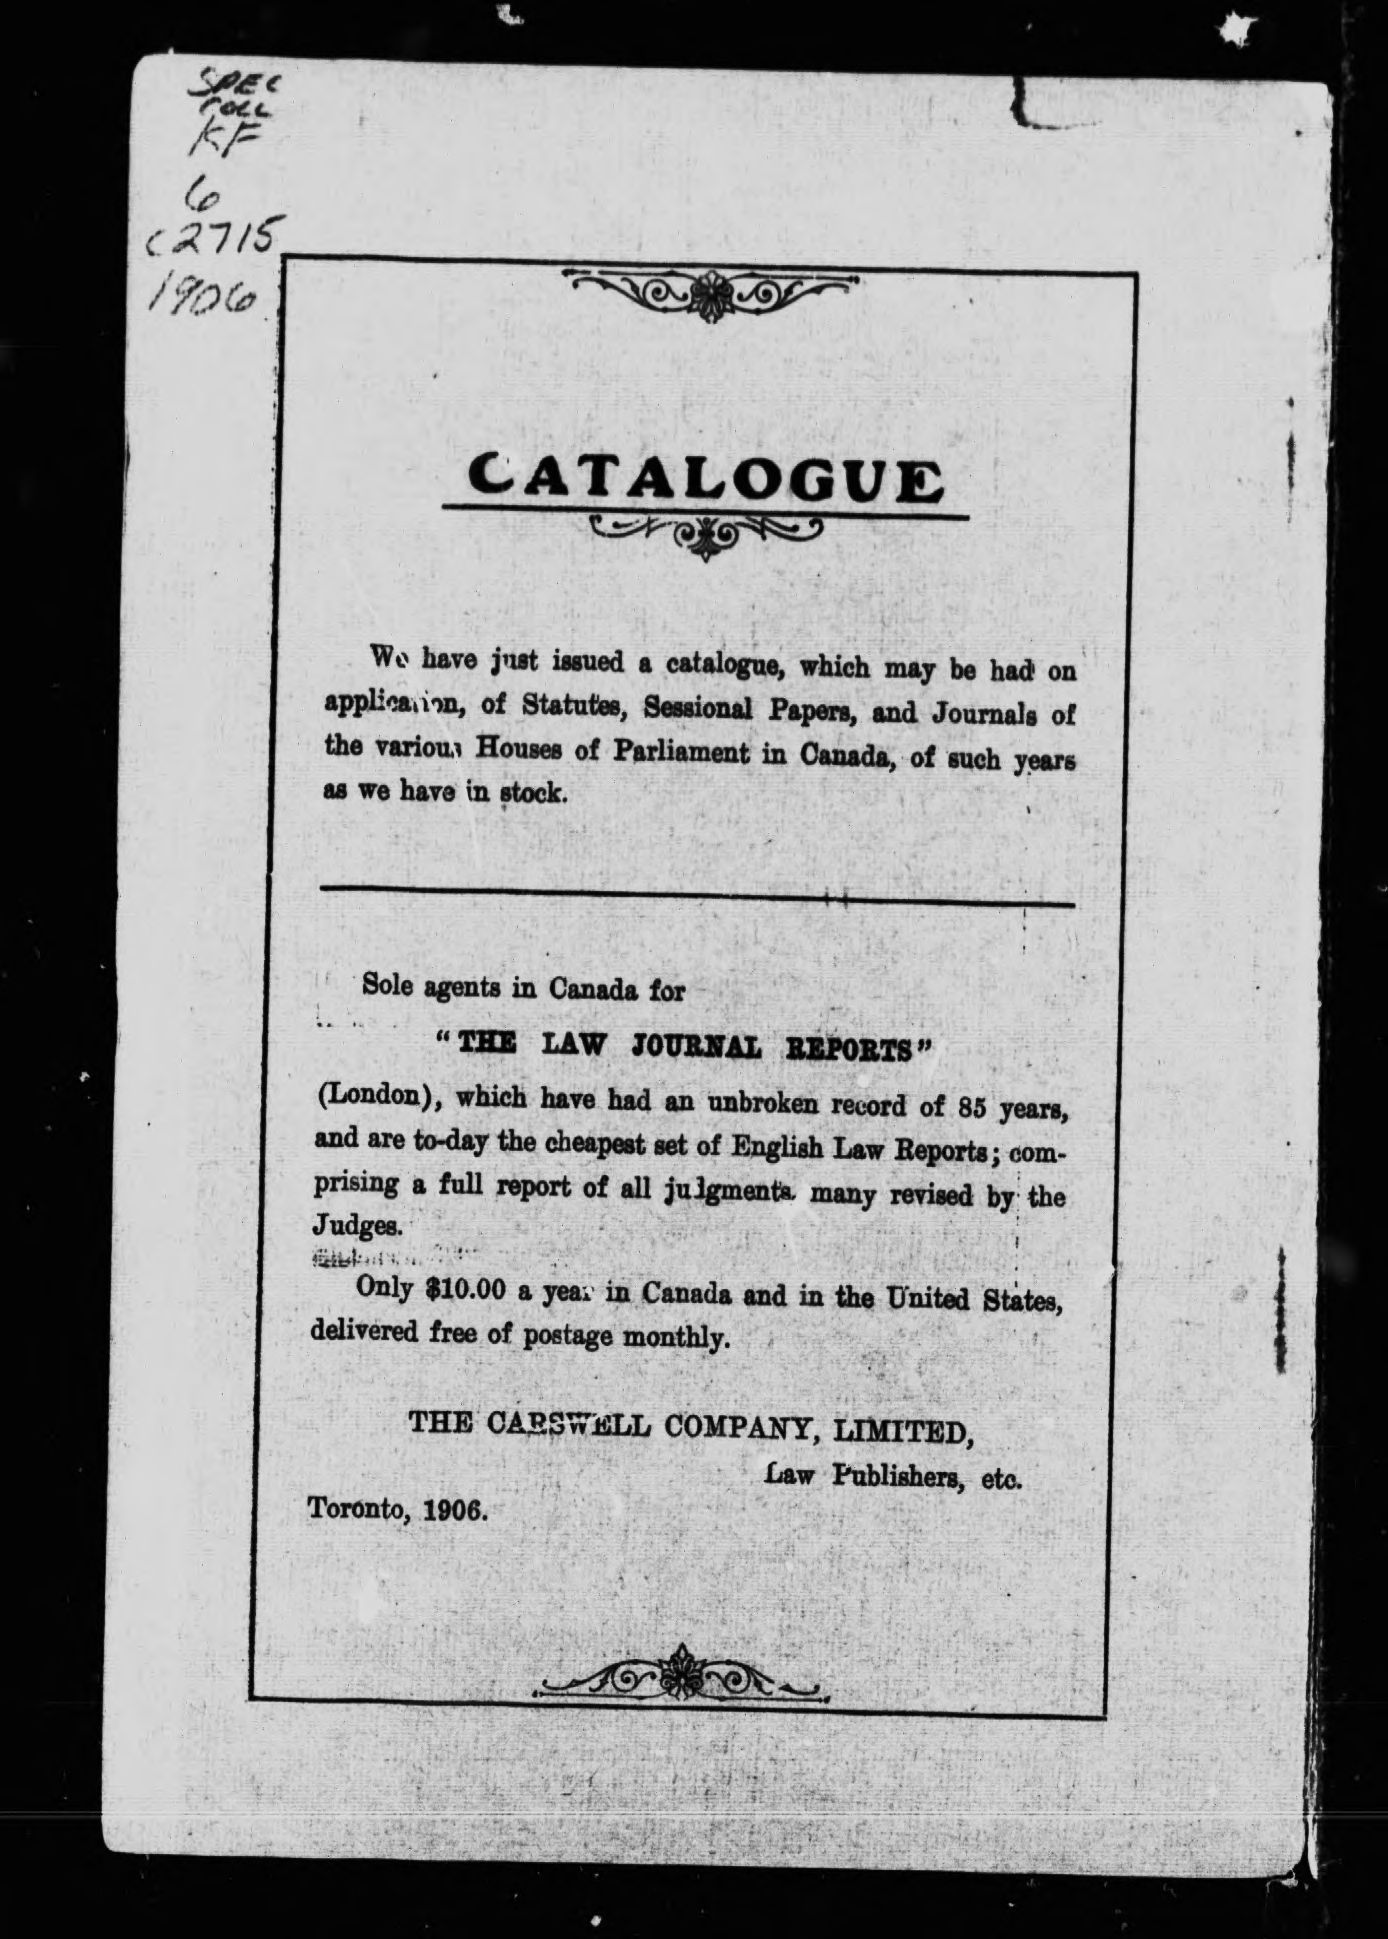 SPEC
COLL
KF
6
C2715
1906
CATALOGUE
We have just issued a catalogue, which may be had on
application, of Statutes, Sessional Papers, and Journals of
the various Houses of Parliament in Canada, of such years
as we have in stock.
Sole agents in Canada for
“THE LAW JOURNAL REPORTS”
(London), which have had an unbroken record of 85 years,
and are to-day the cheapest set of English Law Reports; com-
prising a full report of all judgments, many revised by the
Judges.
Only $10.00 a year in Canada and in the United States,
delivered free of postage monthly.
THE CARSWELL COMPANY, LIMITED,
Law Publishers, etc.
Toronto, 1906.